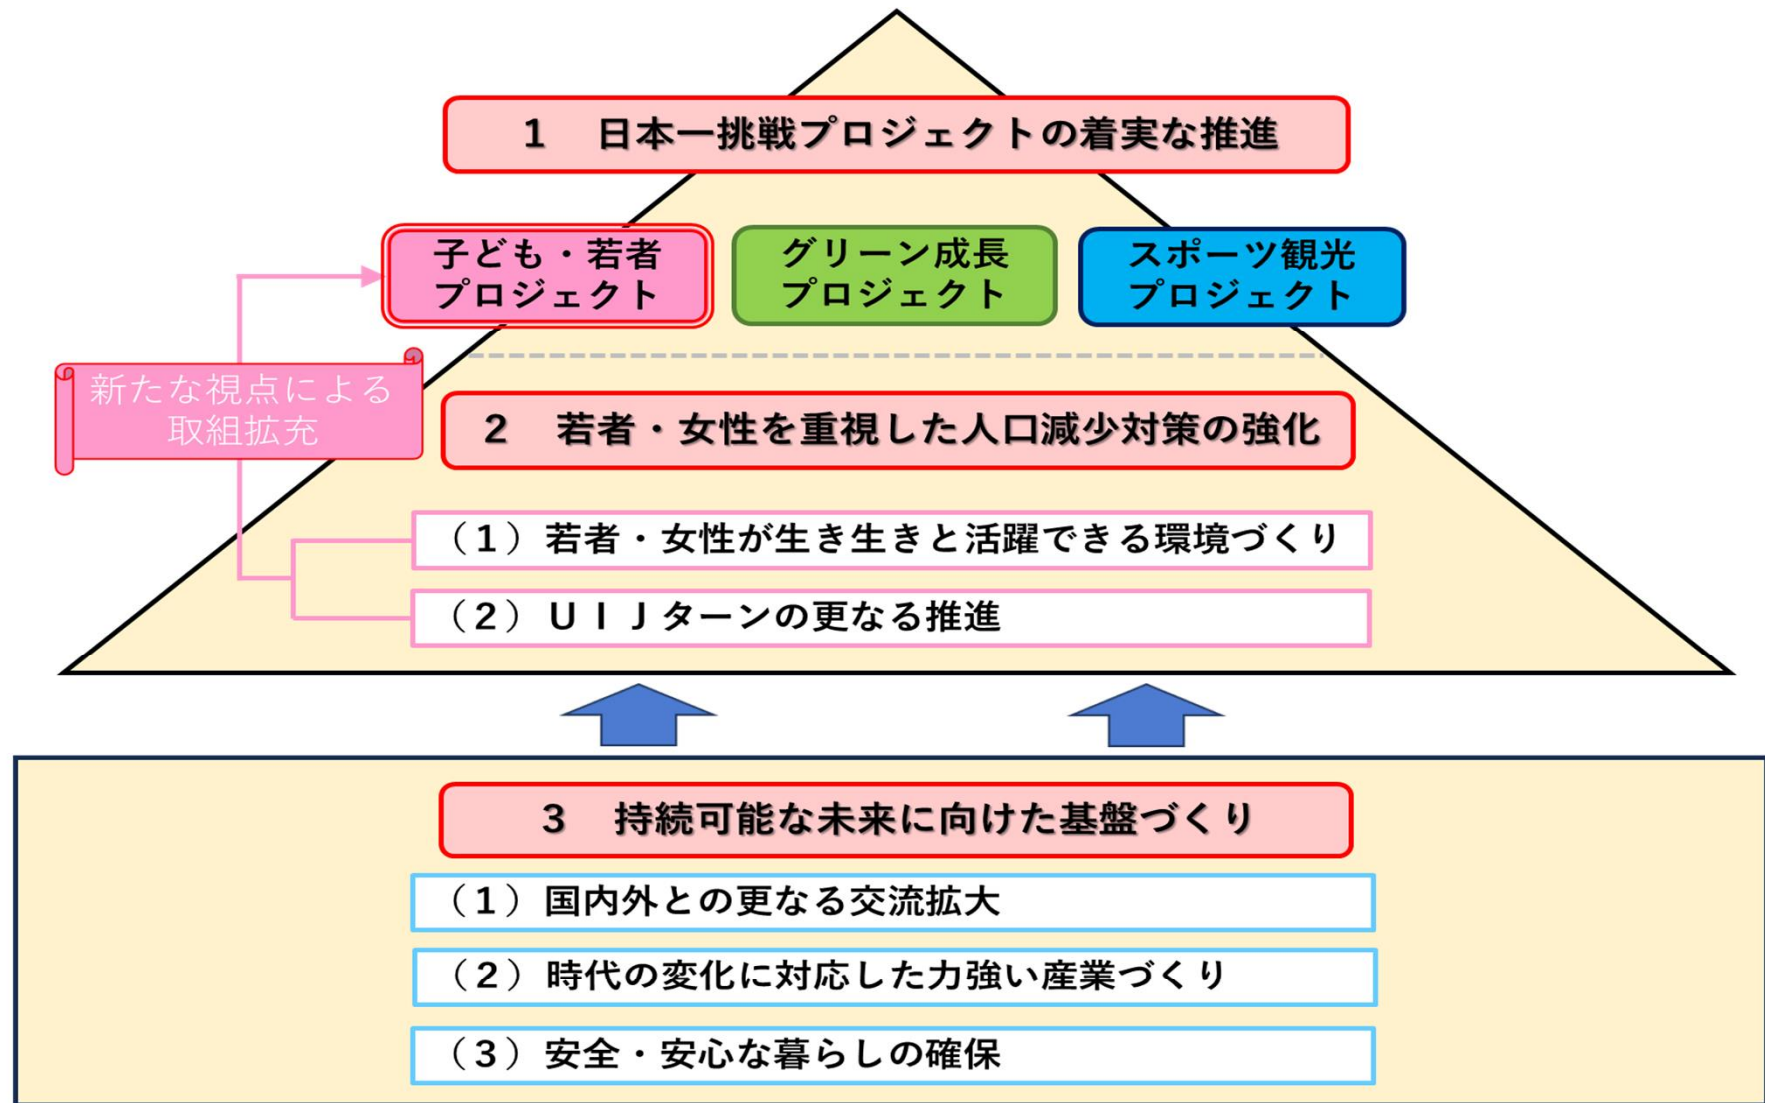 １　日本一挑戦プロジェクトの着実な推進
子ども・若者
プロジェクト
グリーン成長
プロジェクト
スポーツ観光
プロジェクト
新たな視点による
取組拡充
２　若者・女性を重視した人口減少対策の強化
（１）若者・女性が生き生きと活躍できる環境づくり
（２）ＵＩＪターンの更なる推進
３　持続可能な未来に向けた基盤づくり
（１）国内外との更なる交流拡大
（２）時代の変化に対応した力強い産業づくり
（３）安全・安心な暮らしの確保